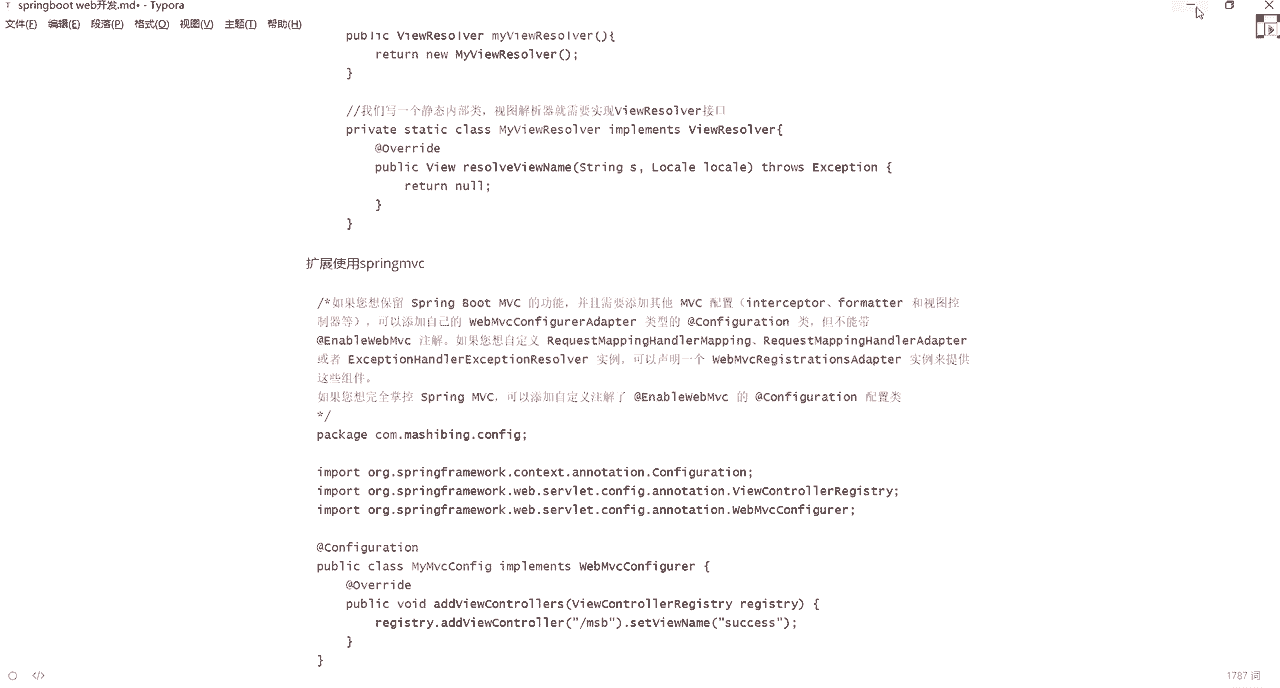 springboot web开发.md• - Typora
文件(F) 编辑(E) 段落(P) 格式(O) 视图(V) 主题(T) 帮助(H)
public ViewResolver myViewResolver(){
return new MyViewResolver();
}
//我们写一个静态内部类，视图解析器就需要实现ViewResolver接口
private static class MyViewResolver implements ViewResolver{
@Override
public View resolveViewName(String s, Locale locale) throws Exception {
return null;
}
}
扩展使用springmvc
/*如果您想保留 Spring Boot MVC 的功能，并且需要添加其他 MVC 配置（interceptor、formatter 和视图控
制器等），可以添加自己的 WebMvcConfigurerAdapter 类型的 @Configuration 类，但不能带
@EnableWebMvc 注解。如果您想自定义 RequestMappingHandlerMapping、RequestMappingHandlerAdapter
或者 ExceptionHandlerExceptionResolver 实例，可以声明一个 WebMvcRegistrationsAdapter 实例来提供
这些组件。
如果您想完全掌控 Spring MVC，可以添加自定义注解了 @EnableWebMvc 的 @Configuration 配置类
*/
package com.mashibing.config;
import org.springframework.context.annotation.Configuration;
import org.springframework.web.servlet.config.annotation.ViewControllerRegistry;
import org.springframework.web.servlet.config.annotation.WebMvcConfigurer;
@Configuration
public class MyMvcConfig implements WebMvcConfigurer {
@Override
public void addViewControllers(ViewControllerRegistry registry) {
registry.addViewController("/msb").setViewName("success");
}
}
</> 1787 词